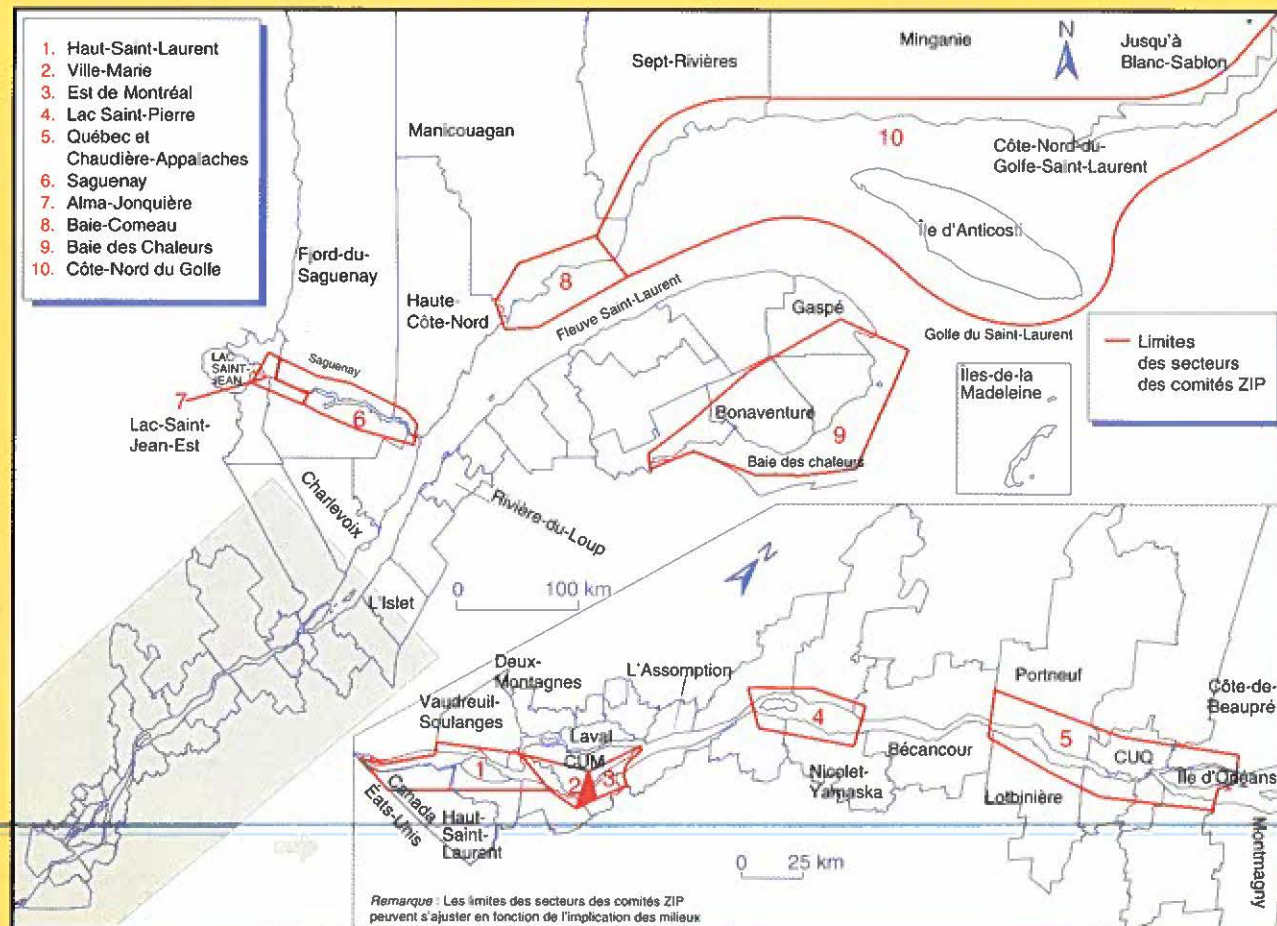 1. Haut-Saint-Laurent
2. Ville-Marie
3. Est de Montréal
4. Lac Saint-Pierre
5. Québec et
Chaudière-Appalaches
6. Saguenay
7. Alma-Jonquière
8. Baie-Comeau
9. Baie des Chaleurs
10. Côte-Nord du Golfe
Sept-Rivières
Minganie
N
Jusqu'à
Blanc-Sablon
Manicouagan
10
Côte-Nord-du-
Golfe-Saint-Laurent
Île d'Anticosti
Fjord-du-
Saguenay
Haute-
Côte-Nord
8
Fleuve Saint-Laurent
Gaspé
Golfe du Saint-Laurent
Limites
des secteurs
des comités ZIP
LAC
SAINT-
JEAN
Saguenay
7
6
Lac-Saint-
Jean-Est
Îles-de-la
Madeleine
Bonaventure
9
Baie des chaleurs
Charlevoix
Rivière-du-Loup
L'Islet
0 100 km
N
Deux-
Montagnes
L'Assomption
Vaudreuil-
Soulanges
Laval
CUM
1
2
3
4
Portneuf
Côte-de-
Beaupré
5
CUQ
Île d'Orléans
Bécancour
Nicolet-
Yamaska
Lotbinière
Canada
États-Unis
Haut-
Saint-
Laurent
Montmagny
0 25 km
Remarque : Les limites des secteurs des comités ZIP
peuvent s'ajuster en fonction de l'implication des milieux